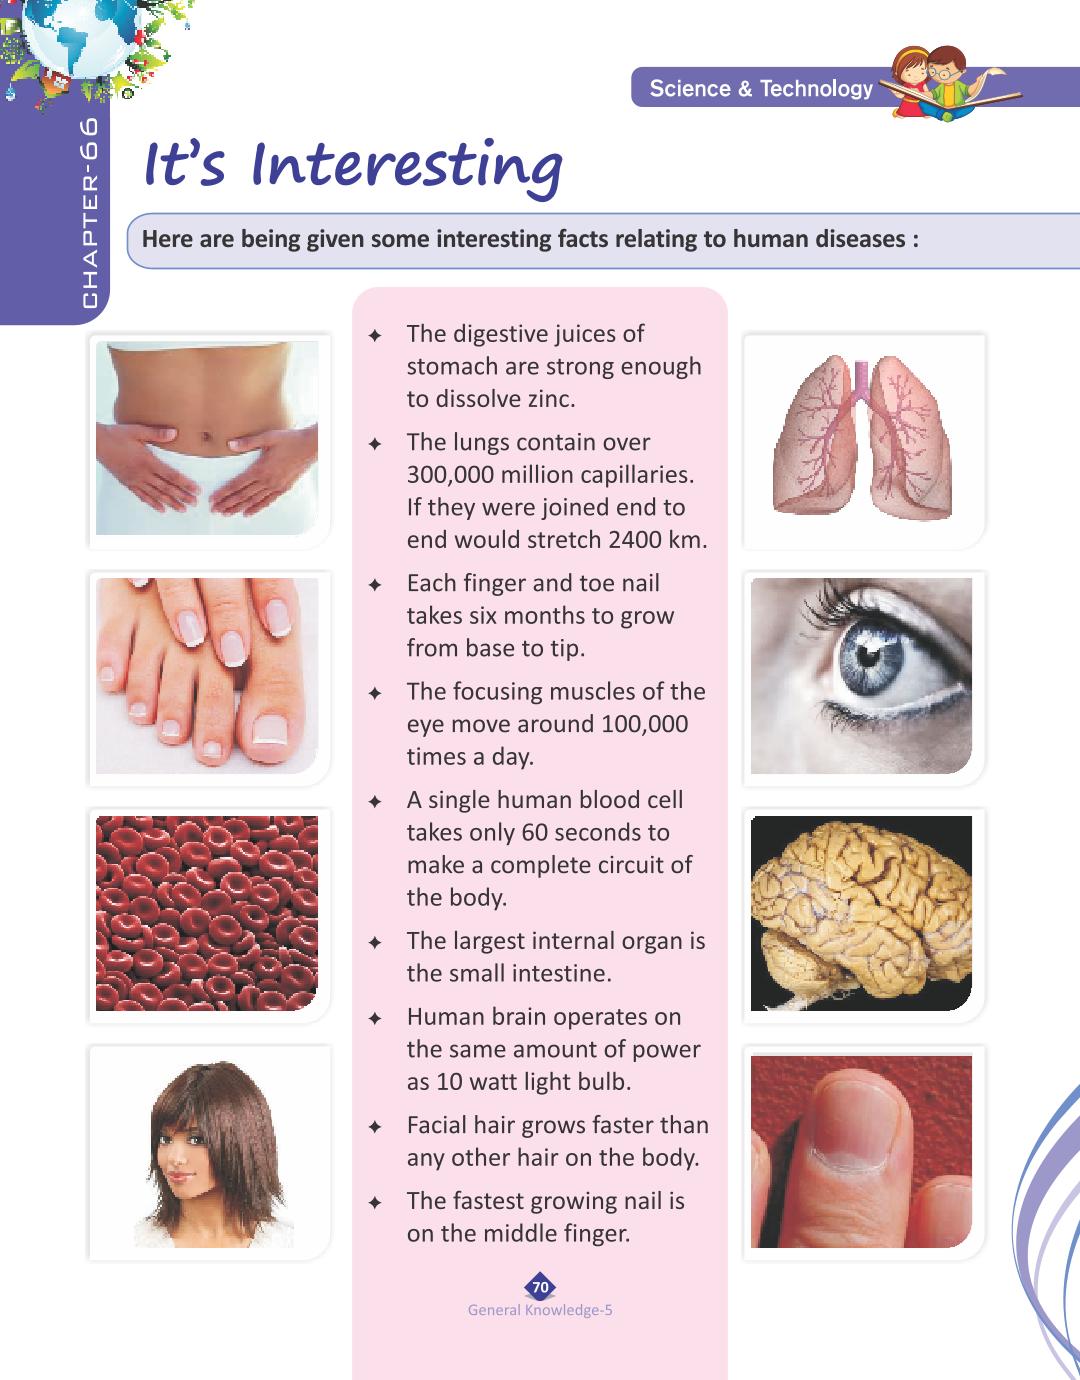 Science & Technology
CHAPTER-66
It's Interesting
Here are being given some interesting facts relating to human diseases :
✦ The digestive juices of
stomach are strong enough
to dissolve zinc.
✦ The lungs contain over
300,000 million capillaries.
If they were joined end to
end would stretch 2400 km.
✦ Each finger and toe nail
takes six months to grow
from base to tip.
✦ The focusing muscles of the
eye move around 100,000
times a day.
✦ A single human blood cell
takes only 60 seconds to
make a complete circuit of
the body.
✦ The largest internal organ is
the small intestine.
✦ Human brain operates on
the same amount of power
as 10 watt light bulb.
✦ Facial hair grows faster than
any other hair on the body.
✦ The fastest growing nail is
on the middle finger.
70
General Knowledge-5